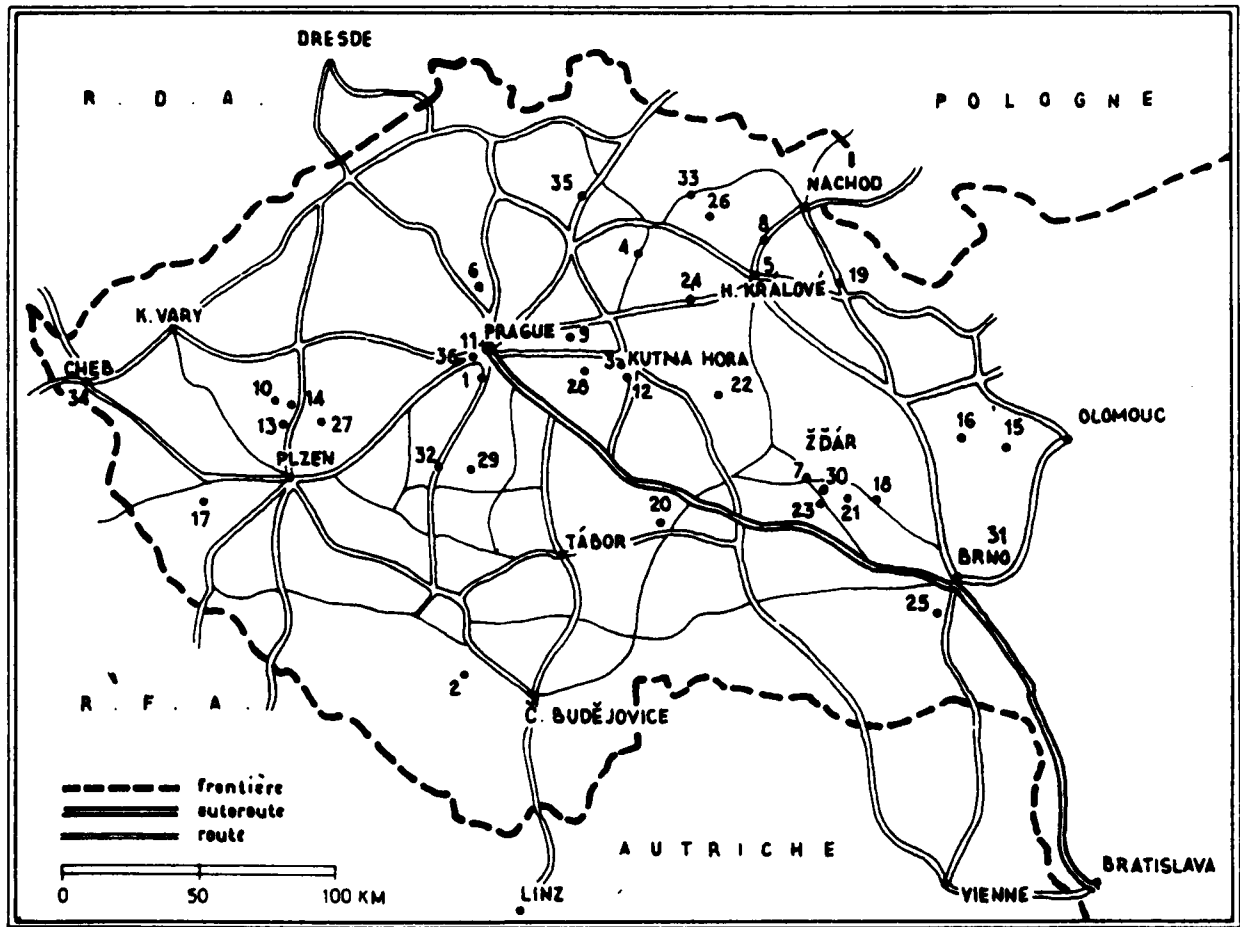 DRESDE
R. D. A.
POLOGNE
35
33
26
NACHOD
8
4
5
6
24
H. KRÁLOVÉ
19
K. VARY
PRAGUE
9
11
36
3
KUTNA HORA
CHEB
34
1
28
12
22
10
14
13
27
OLOMOUC
16
15
PLZEN
32
29
ŽĎÁR
7
30
18
17
23
21
20
TÁBOR
31
BRNO
25
2
R. F. A.
Č. BUDĚJOVICE
frontière
autoroute
route
AUTRICHE
0 50 100 KM
LINZ
VIENNE
BRATISLAVA